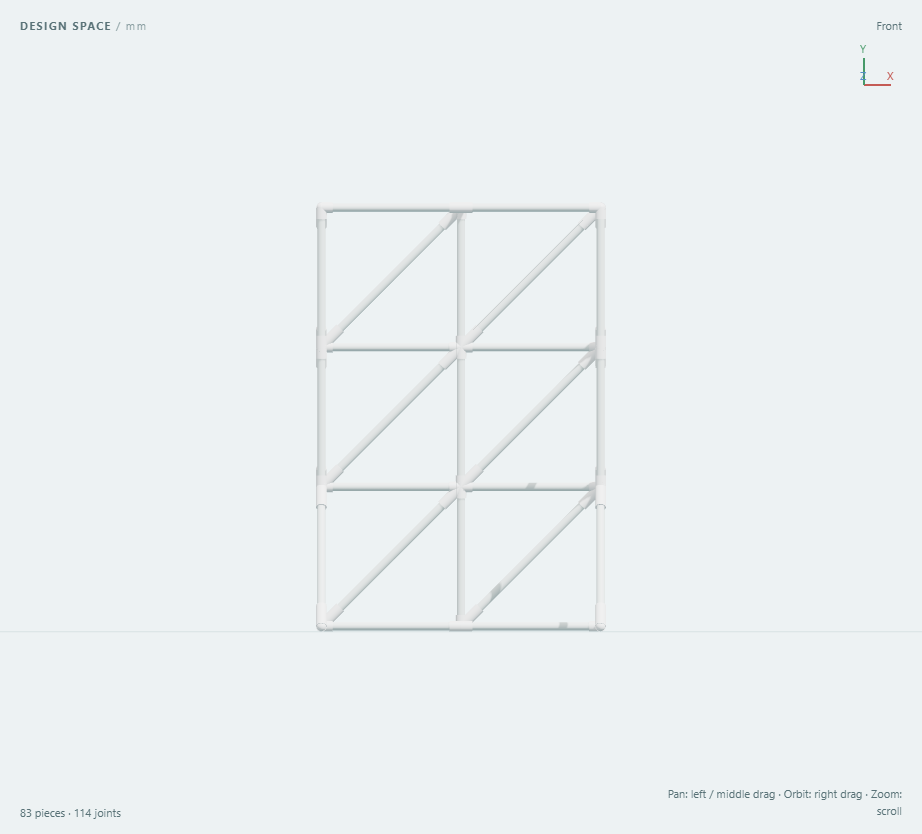 DESIGN SPACE / mm
Front
Y
Z X
83 pieces · 114 joints
Pan: left / middle drag · Orbit: right drag · Zoom:
scroll